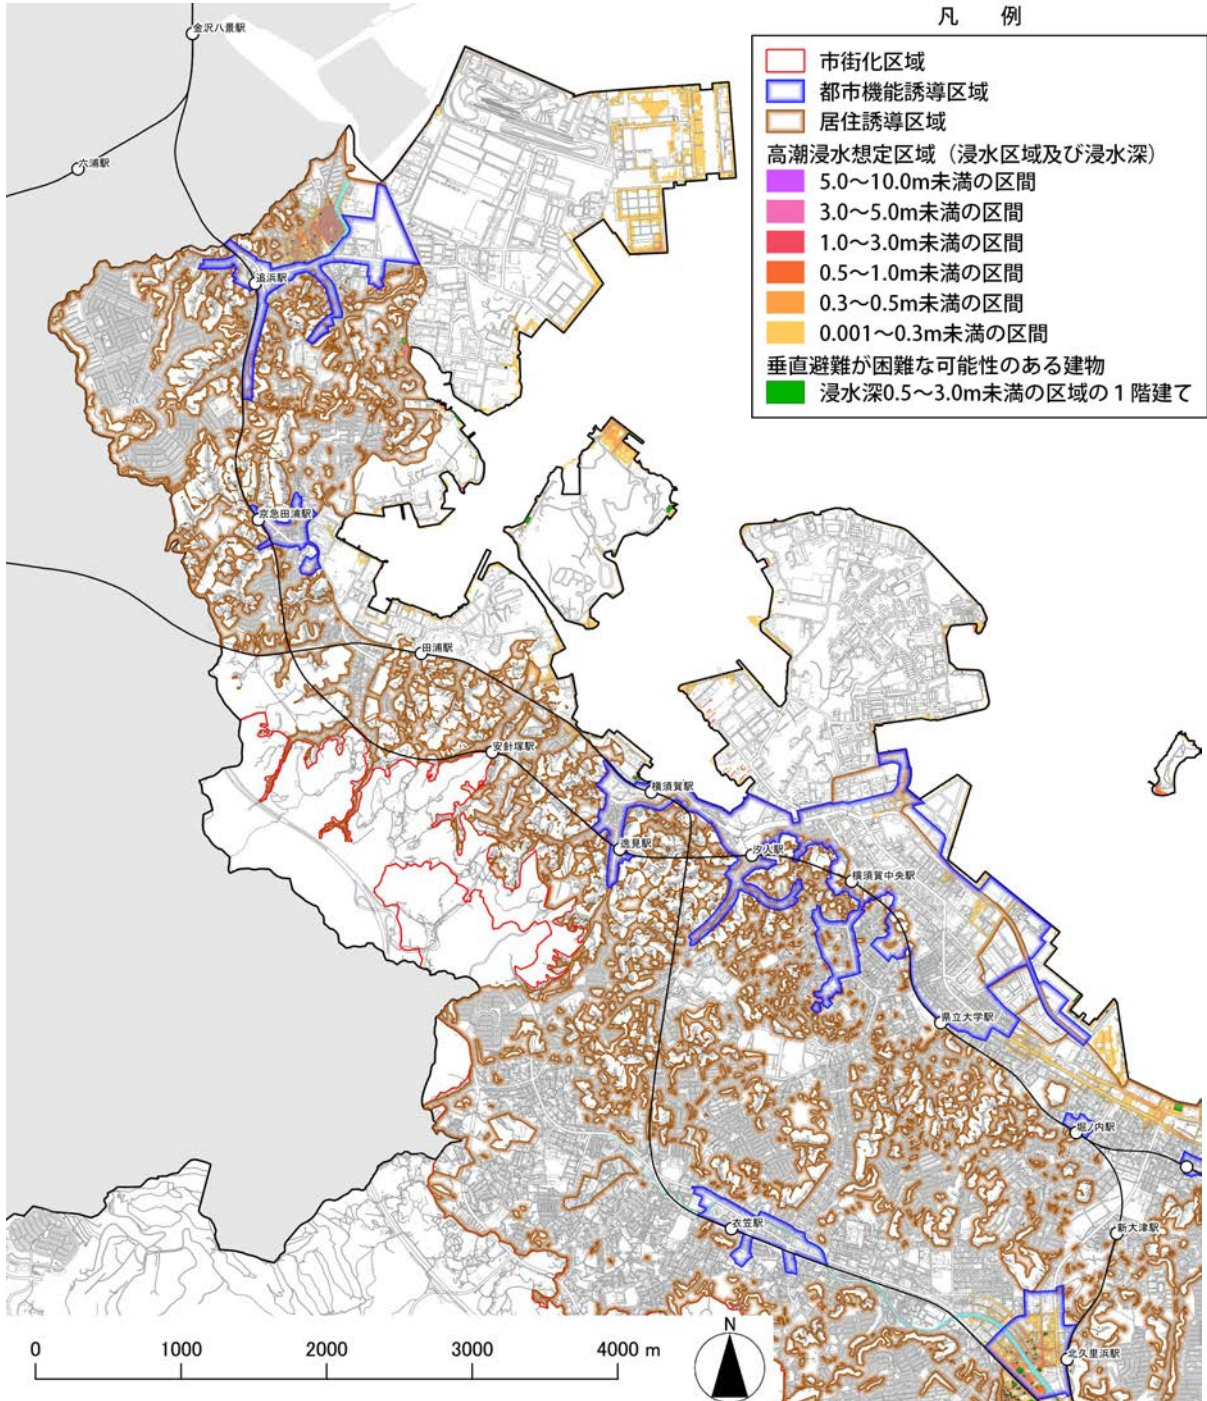 凡 例
市街化区域
都市機能誘導区域
居住誘導区域
高潮浸水想定区域（浸水区域及び浸水深）
5.0～10.0m未満の区間
3.0～5.0m未満の区間
1.0～3.0m未満の区間
0.5～1.0m未満の区間
0.3～0.5m未満の区間
0.001～0.3m未満の区間
垂直避難が困難な可能性のある建物
浸水深0.5～3.0m未満の区域の１階建て
金沢八景駅
六浦駅
追浜駅
京急田浦駅
田浦駅
安針塚駅
横須賀駅
逸見駅
汐入駅
横須賀中央駅
県立大学駅
堀ノ内駅
衣笠駅
新大津駅
北久里浜駅
0 1000 2000 3000 4000 m
N